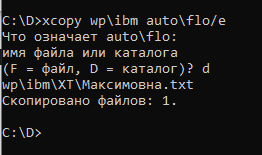 C:\D>xcopy wp\ibm auto\flo/e
Что означает auto\flo:
имя файла или каталога
(F = файл, D = каталог)? d
wp\ibm\XT\Максимовна.txt
Скопировано файлов: 1.
C:\D>